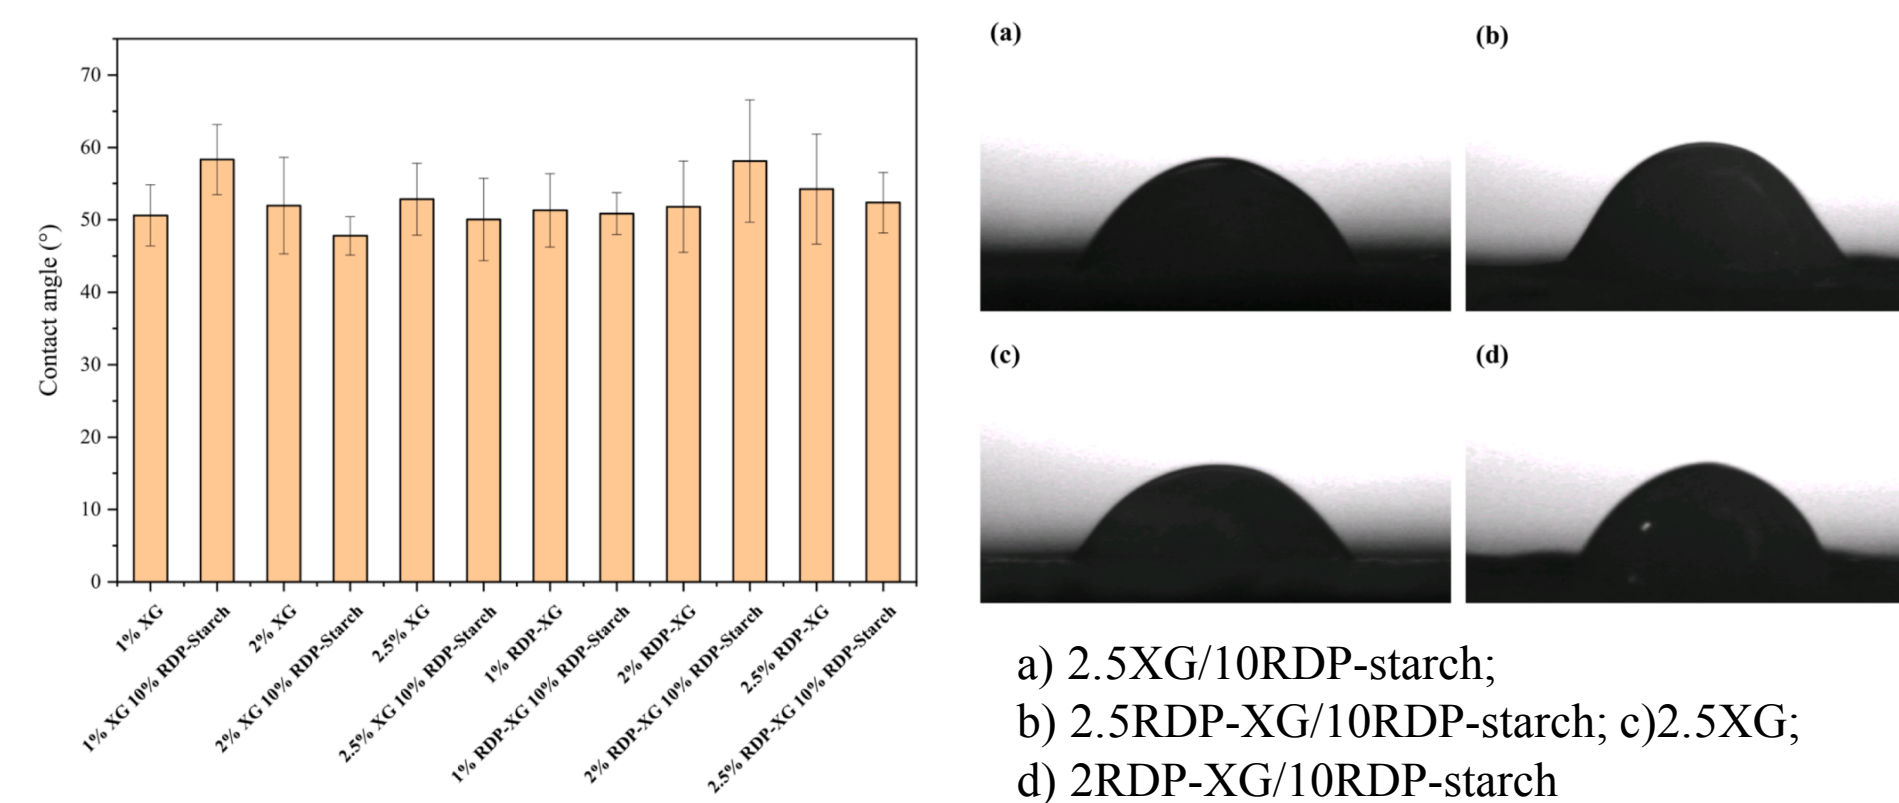 70
60
50
40
30
20
10
0
Contact angle (°)
1% XG
1% XG 10% RDP-Starch
2% XG
2% XG 10% RDP-Starch
2.5% XG
2.5% XG 10% RDP-Starch
1% RDP-XG
1% RDP-XG 10% RDP-Starch
2% RDP-XG
2% RDP-XG 10% RDP-Starch
2.5% RDP-XG
2.5% RDP-XG 10% RDP-Starch
(a)
(b)
(c)
(d)
a) 2.5XG/10RDP-starch;
b) 2.5RDP-XG/10RDP-starch; c)2.5XG;
d) 2RDP-XG/10RDP-starch